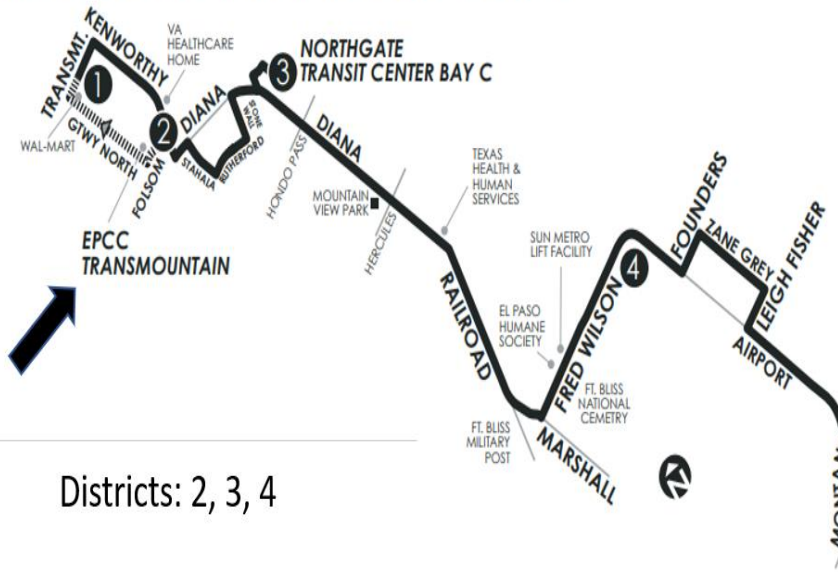 KENWORTHY
TRANSMT.
VA
HEALTHCARE
HOME
1
WAL-MART
GTWY NORTH
2
FOLSOM
DIANA
STAHALA
RUTHERFORD
STONE
WALL
3
NORTHGATE
TRANSIT CENTER BAY C
EPCC
TRANSMOUNTAIN
HONDO PASS
DIANA
MOUNTAIN
VIEW PARK
HERCULES
TEXAS
HEALTH &
HUMAN
SERVICES
RAILROAD
SUN METRO
LIFT FACILITY
EL PASO
HUMANE
SOCIETY
FRED WILSON
4
FT. BLISS
NATIONAL
CEMETRY
FT. BLISS
MILITARY
POST
MARSHALL
FOUNDERS
ZANE GREY
LEIGH FISHER
AIRPORT
Districts: 2, 3, 4